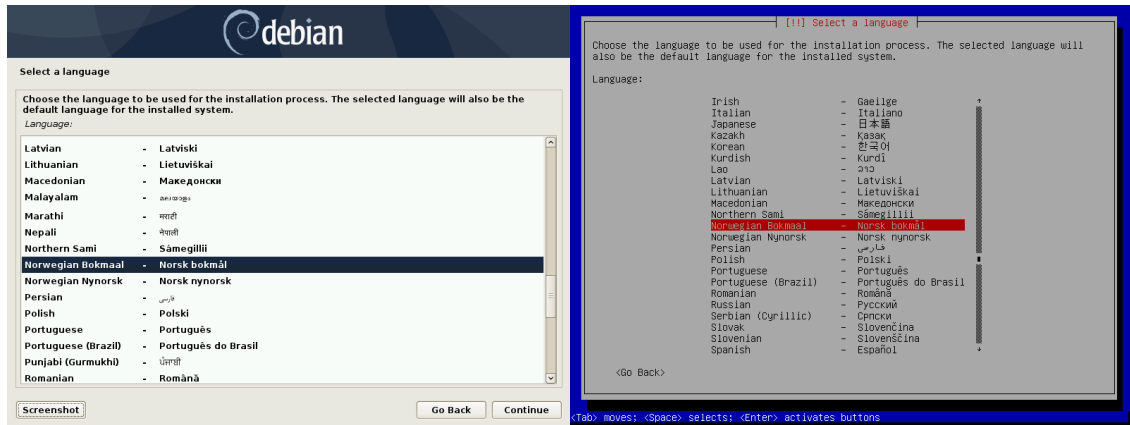 debian
Select a language
Choose the language to be used for the installation process. The selected language will also be the
default language for the installed system.
Language:
Latvian - Latviski
Lithuanian - Lietuviškai
Macedonian - Македонски
Malayalam - മലയാളം
Marathi - मराठी
Nepali - नेपाली
Northern Sami - Sámegillii
Norwegian Bokmaal - Norsk bokmål
Norwegian Nynorsk - Norsk nynorsk
Persian - فارسی
Polish - Polski
Portuguese - Português
Portuguese (Brazil) - Português do Brasil
Punjabi (Gurmukhi) - ਪੰਜਾਬੀ
Romanian - Română
Screenshot Go Back Continue
[!!] Select a language
Choose the language to be used for the installation process. The selected language will
also be the default language for the installed system.
Language:
Irish - Gaeilge
Italian - Italiano
Japanese - 日本語
Kazakh - Қазақ
Korean - 한국어
Kurdish - Kurdî
Lao - ລາວ
Latvian - Latviski
Lithuanian - Lietuviškai
Macedonian - Македонски
Northern Sami - Sámegillii
Norwegian Bokmaal - Norsk bokmål
Norwegian Nynorsk - Norsk nynorsk
Persian - فارسی
Polish - Polski
Portuguese - Português
Portuguese (Brazil) - Português do Brasil
Romanian - Română
Russian - Русский
Serbian (Cyrillic) - Српски
Slovak - Slovenčina
Slovenian - Slovenščina
Spanish - Español
<Go Back>
<Tab> moves; <Space> selects; <Enter> activates buttons